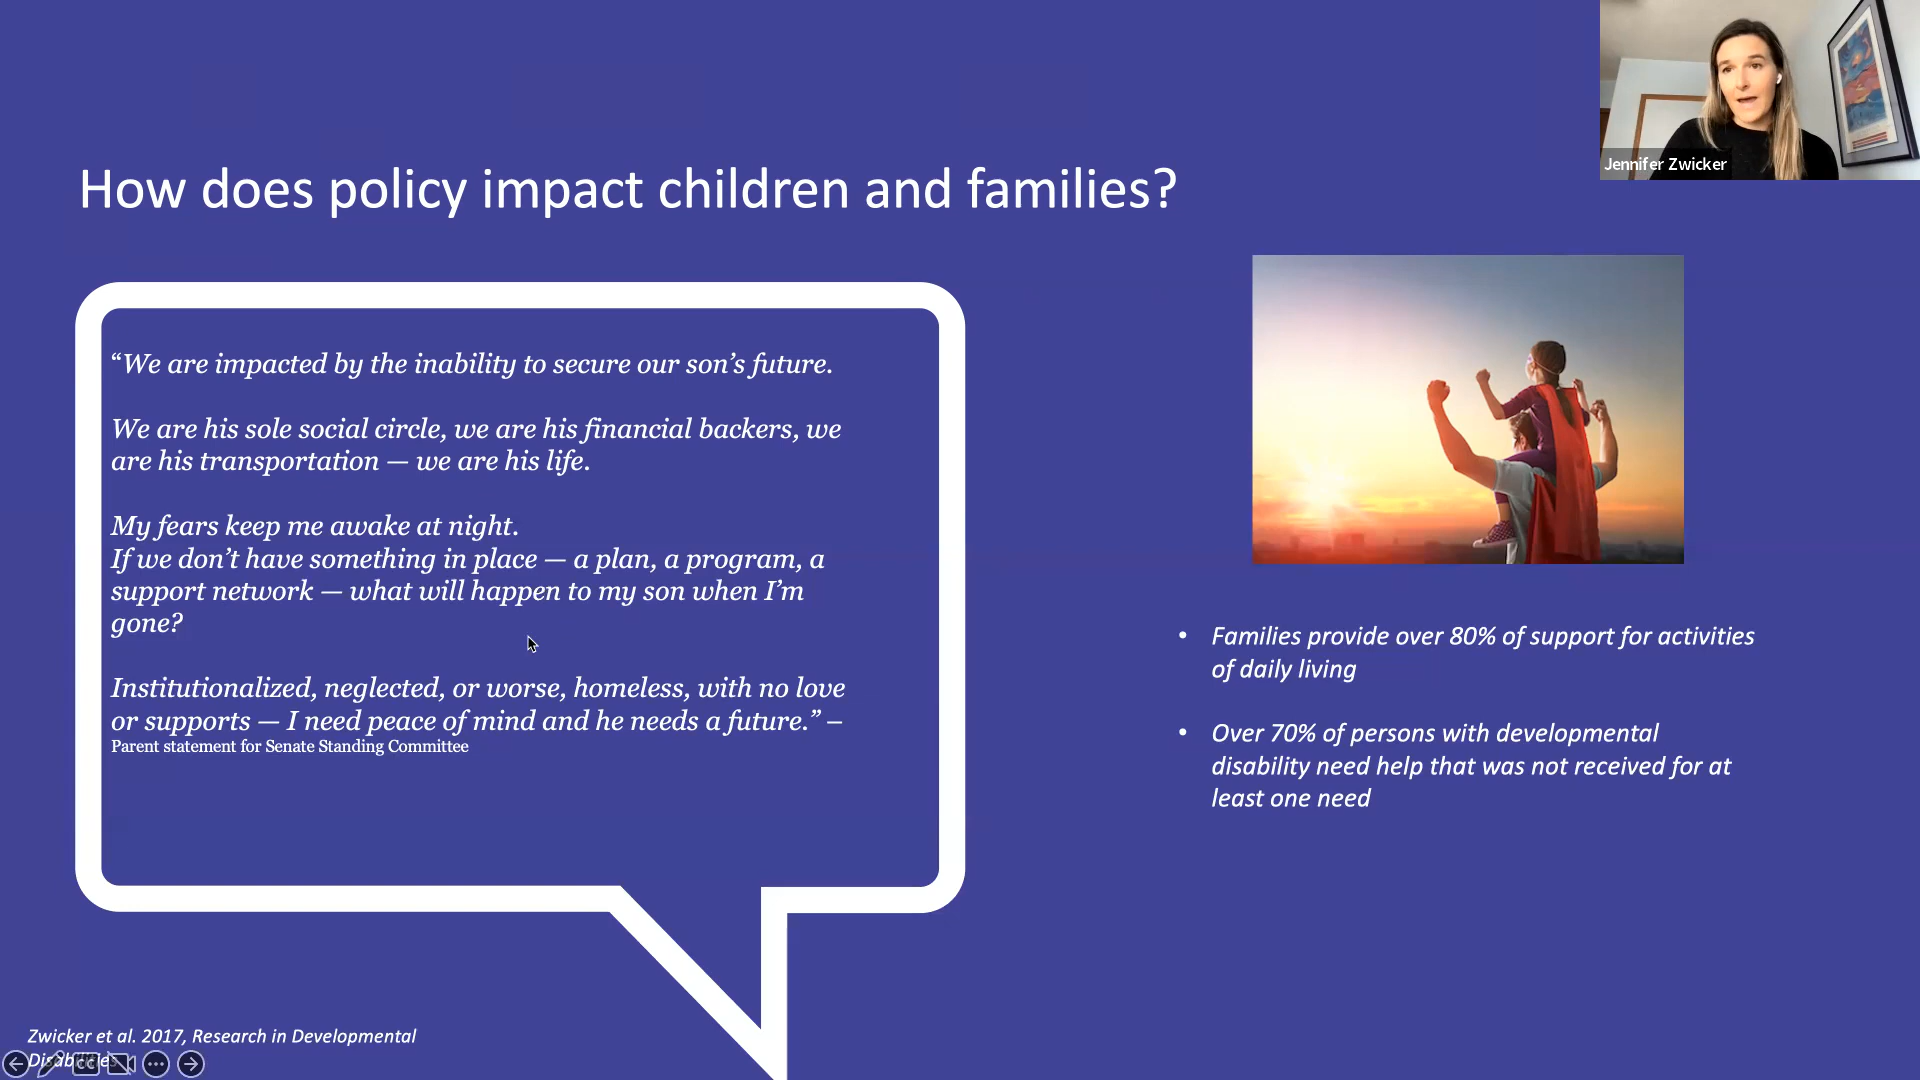 Jennifer Zwicker
How does policy impact children and families?
“We are impacted by the inability to secure our son’s future.
We are his sole social circle, we are his financial backers, we
are his transportation — we are his life.
My fears keep me awake at night.
If we don’t have something in place — a plan, a program, a
support network — what will happen to my son when I’m
gone?
Institutionalized, neglected, or worse, homeless, with no love
or supports — I need peace of mind and he needs a future.” –
Parent statement for Senate Standing Committee
• Families provide over 80% of support for activities
of daily living
• Over 70% of persons with developmental
disability need help that was not received for at
least one need
Zwicker et al. 2017, Research in Developmental
Disabilities